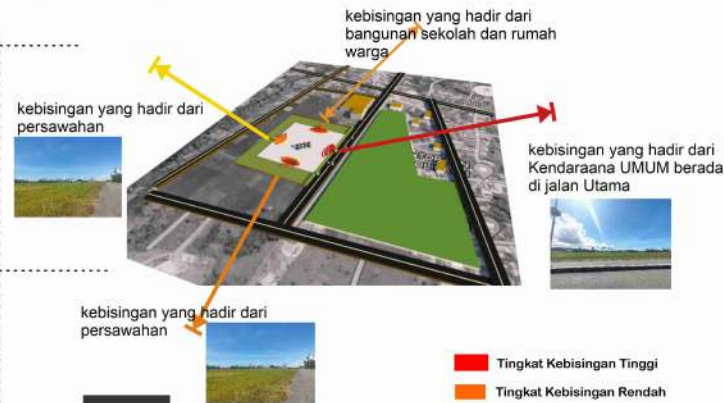 kebisingan yang hadir dari
bangunan sekolah dan rumah
warga
kebisingan yang hadir dari
persawahan
kebisingan yang hadir dari
Kendaraana UMUM berada
di jalan Utama
kebisingan yang hadir dari
persawahan
Tingkat Kebisingan Tinggi
Tingkat Kebisingan Rendah